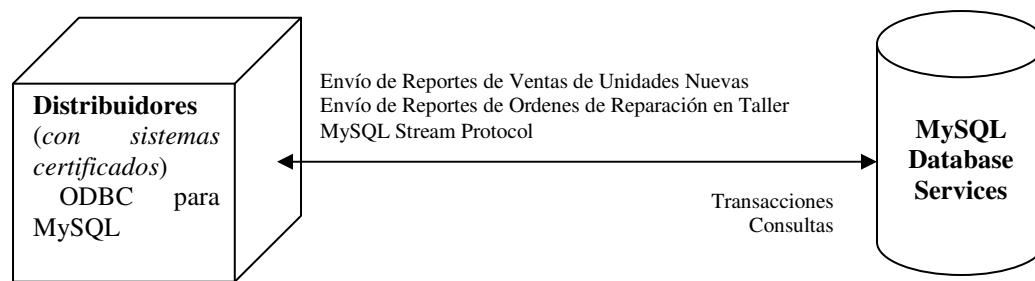 Distribuidores
(con sistemas
certificados)
ODBC para
MySQL
Envío de Reportes de Ventas de Unidades Nuevas
Envío de Reportes de Ordenes de Reparación en Taller
MySQL Stream Protocol
Transacciones
Consultas
MySQL
Database
Services